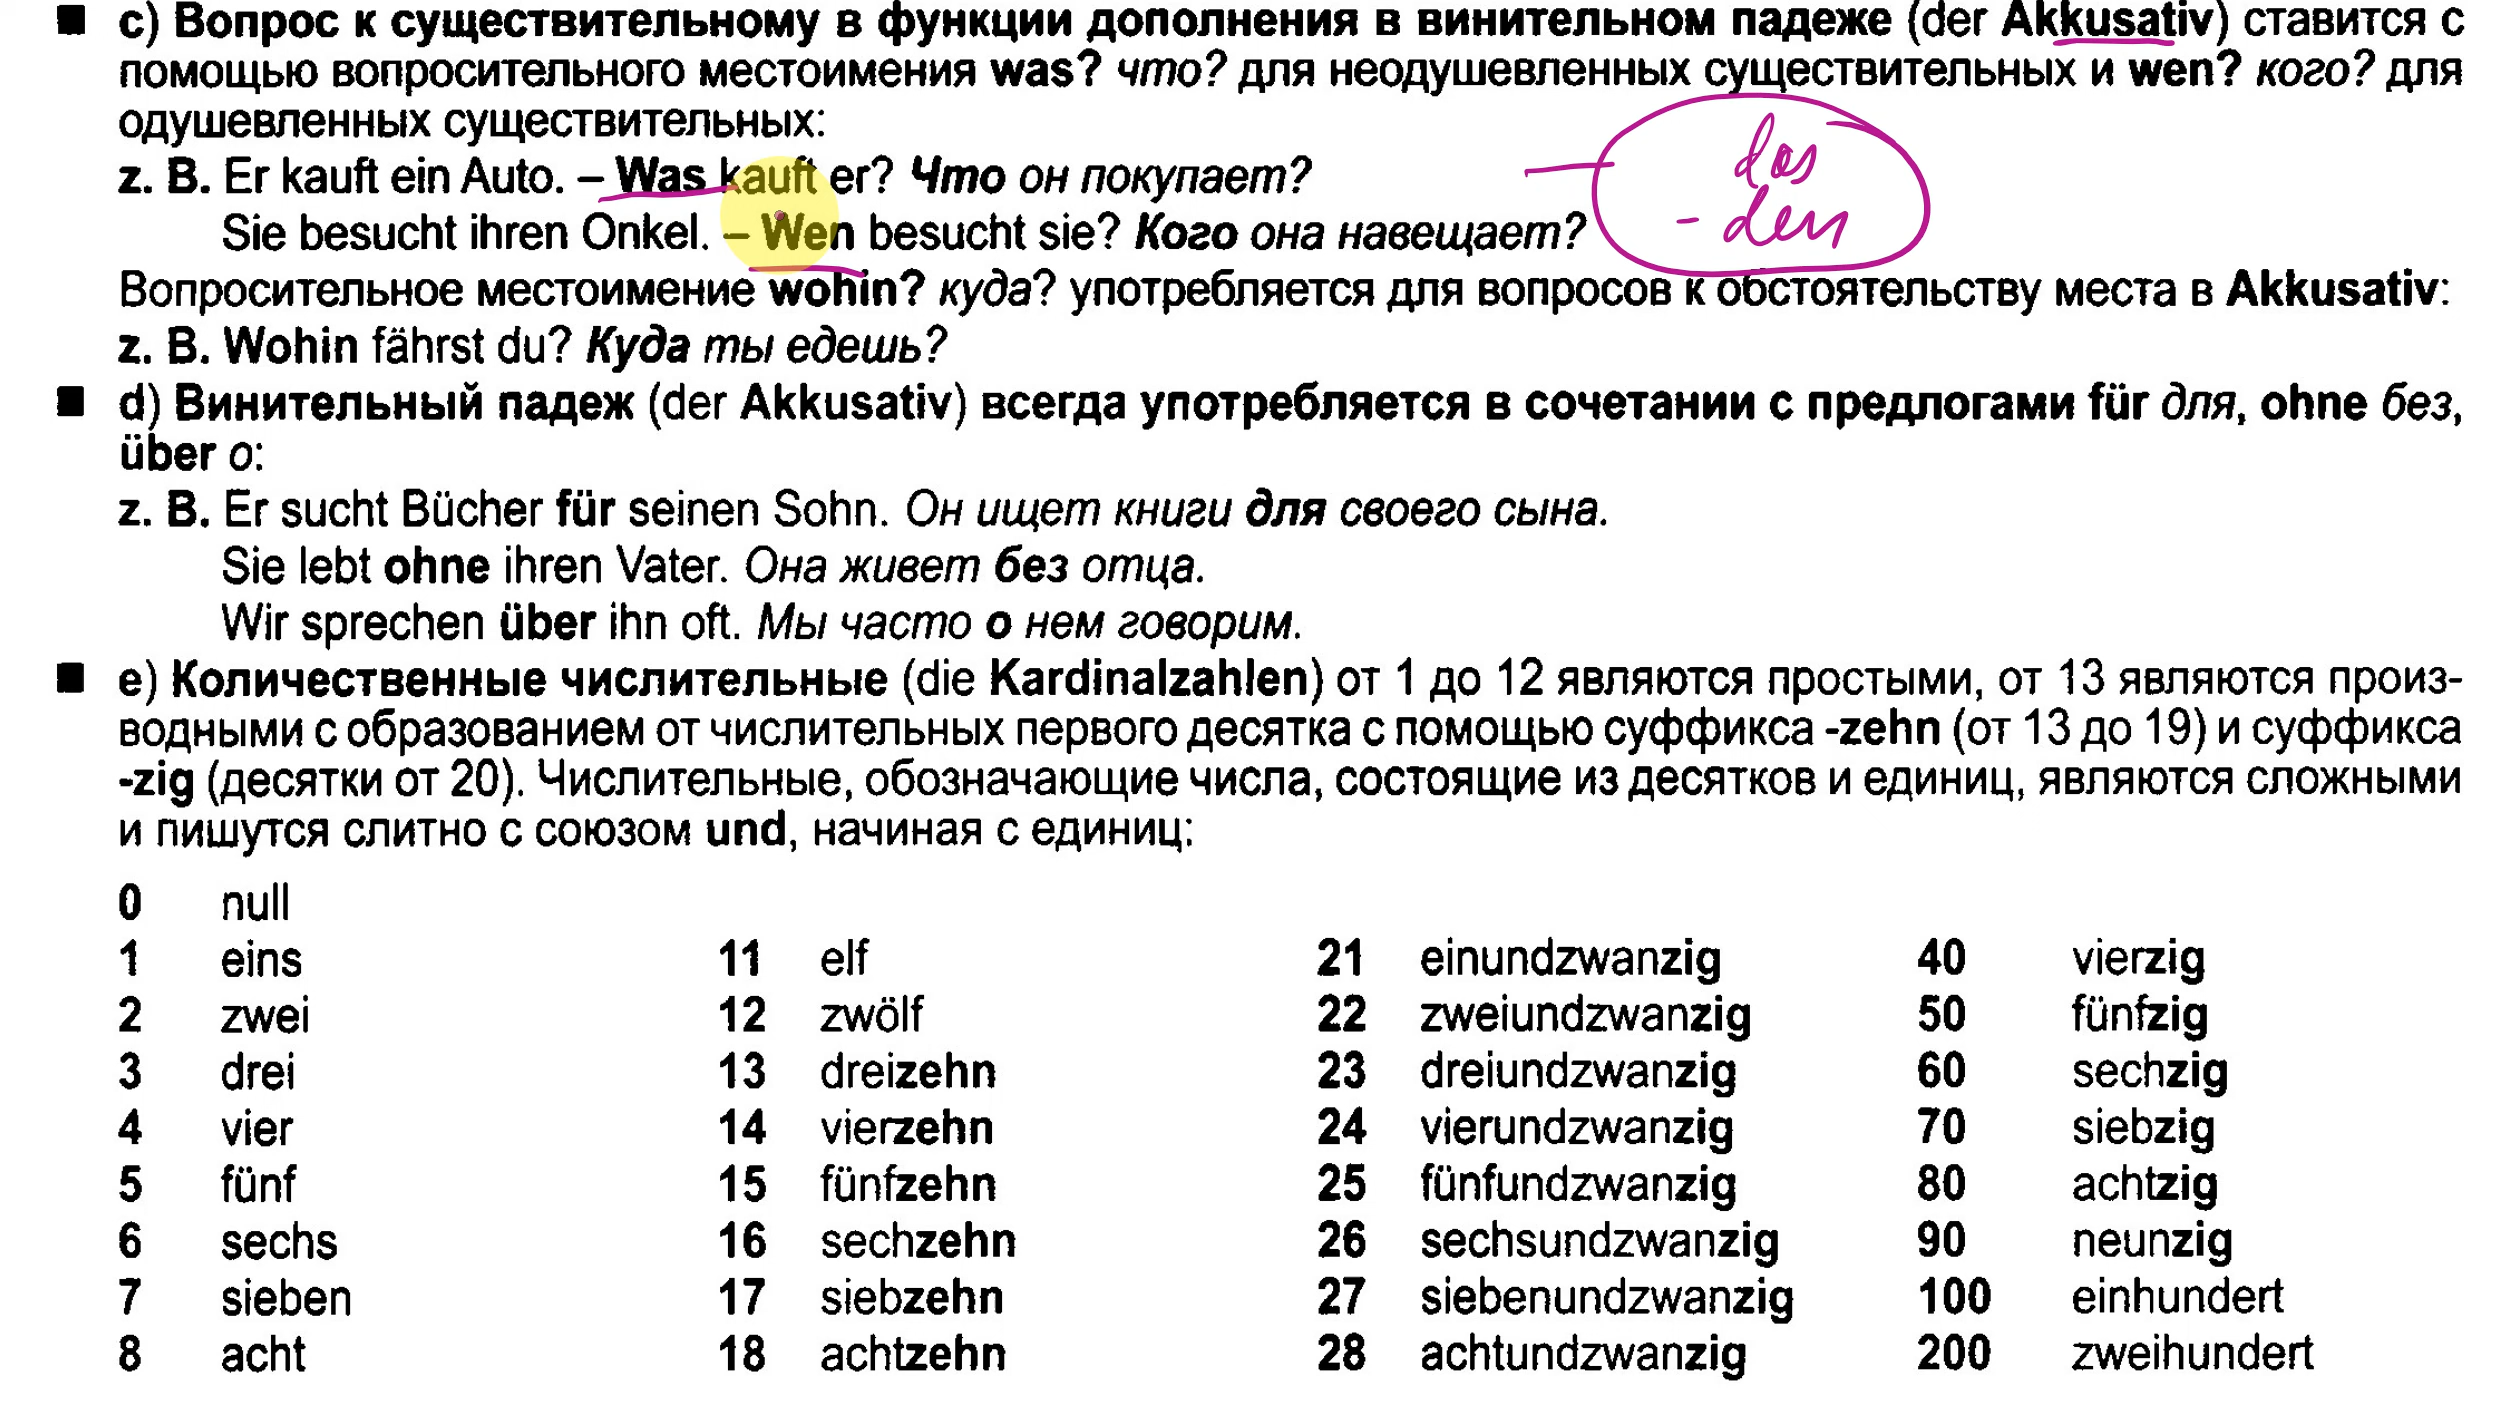 ■ c) Вопрос к существительному в функции дополнения в винительном падеже (der Akkusativ) ставится с
помощью вопросительного местоимения was? что? для неодушевленных существительных и wen? кого? для
одушевленных существительных:
z. B. Er kauft ein Auto. – Was kauft er? Что он покупает?
das
Sie besucht ihren Onkel. – Wen besucht sie? Кого она навещает?
- den
Вопросительное местоимение wohin? куда? употребляется для вопросов к обстоятельству места в Akkusativ:
z. B. Wohin fährst du? Куда ты едешь?
■ d) Винительный падеж (der Akkusativ) всегда употребляется в сочетании с предлогами für для, ohne без,
über о:
z. B. Er sucht Bücher für seinen Sohn. Он ищет книги для своего сына.
Sie lebt ohne ihren Vater. Она живет без отца.
Wir sprechen über ihn oft. Мы часто о нем говорим.
■ e) Количественные числительные (die Kardinalzahlen) от 1 до 12 являются простыми, от 13 являются произ-
водными с образованием от числительных первого десятка с помощью суффикса -zehn (от 13 до 19) и суффикса
-zig (десятки от 20). Числительные, обозначающие числа, состоящие из десятков и единиц, являются сложными
и пишутся слитно с союзом und, начиная с единиц:
0 null
1 eins 11 elf 21 einundzwanzig 40 vierzig
2 zwei 12 zwölf 22 zweiundzwanzig 50 fünfzig
3 drei 13 dreizehn 23 dreiundzwanzig 60 sechzig
4 vier 14 vierzehn 24 vierundzwanzig 70 siebzig
5 fünf 15 fünfzehn 25 fünfundzwanzig 80 achtzig
6 sechs 16 sechzehn 26 sechsundzwanzig 90 neunzig
7 sieben 17 siebzehn 27 siebenundzwanzig 100 einhundert
8 acht 18 achtzehn 28 achtundzwanzig 200 zweihundert